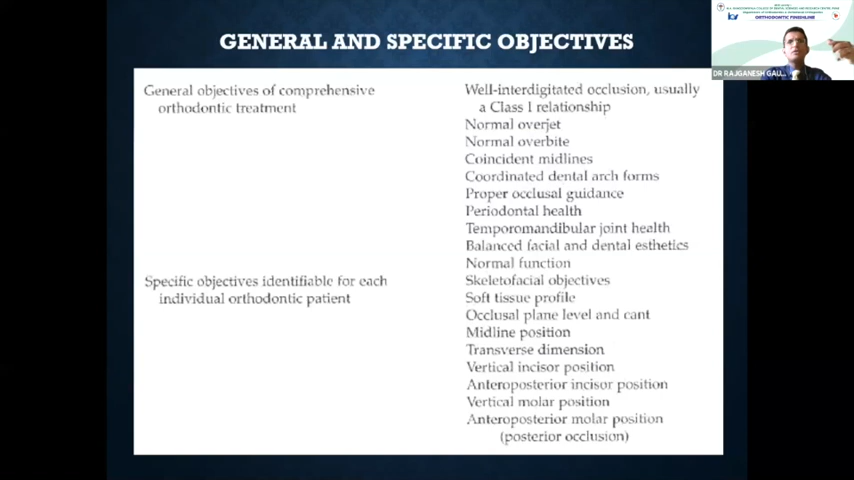 GENERAL AND SPECIFIC OBJECTIVES
General objectives of comprehensive
orthodontic treatment
Well-interdigitated occlusion, usually
a Class I relationship
Normal overjet
Normal overbite
Coincident midlines
Coordinated dental arch forms
Proper occlusal guidance
Periodontal health
Temporomandibular joint health
Balanced facial and dental esthetics
Normal function
Specific objectives identifiable for each
individual orthodontic patient
Skeletofacial objectives
Soft tissue profile
Occlusal plane level and cant
Midline position
Transverse dimension
Vertical incisor position
Anteroposterior incisor position
Vertical molar position
Anteroposterior molar position
(posterior occlusion)
ORTHODONTIC FINISHLINE
DR RAJGANESH GAU...